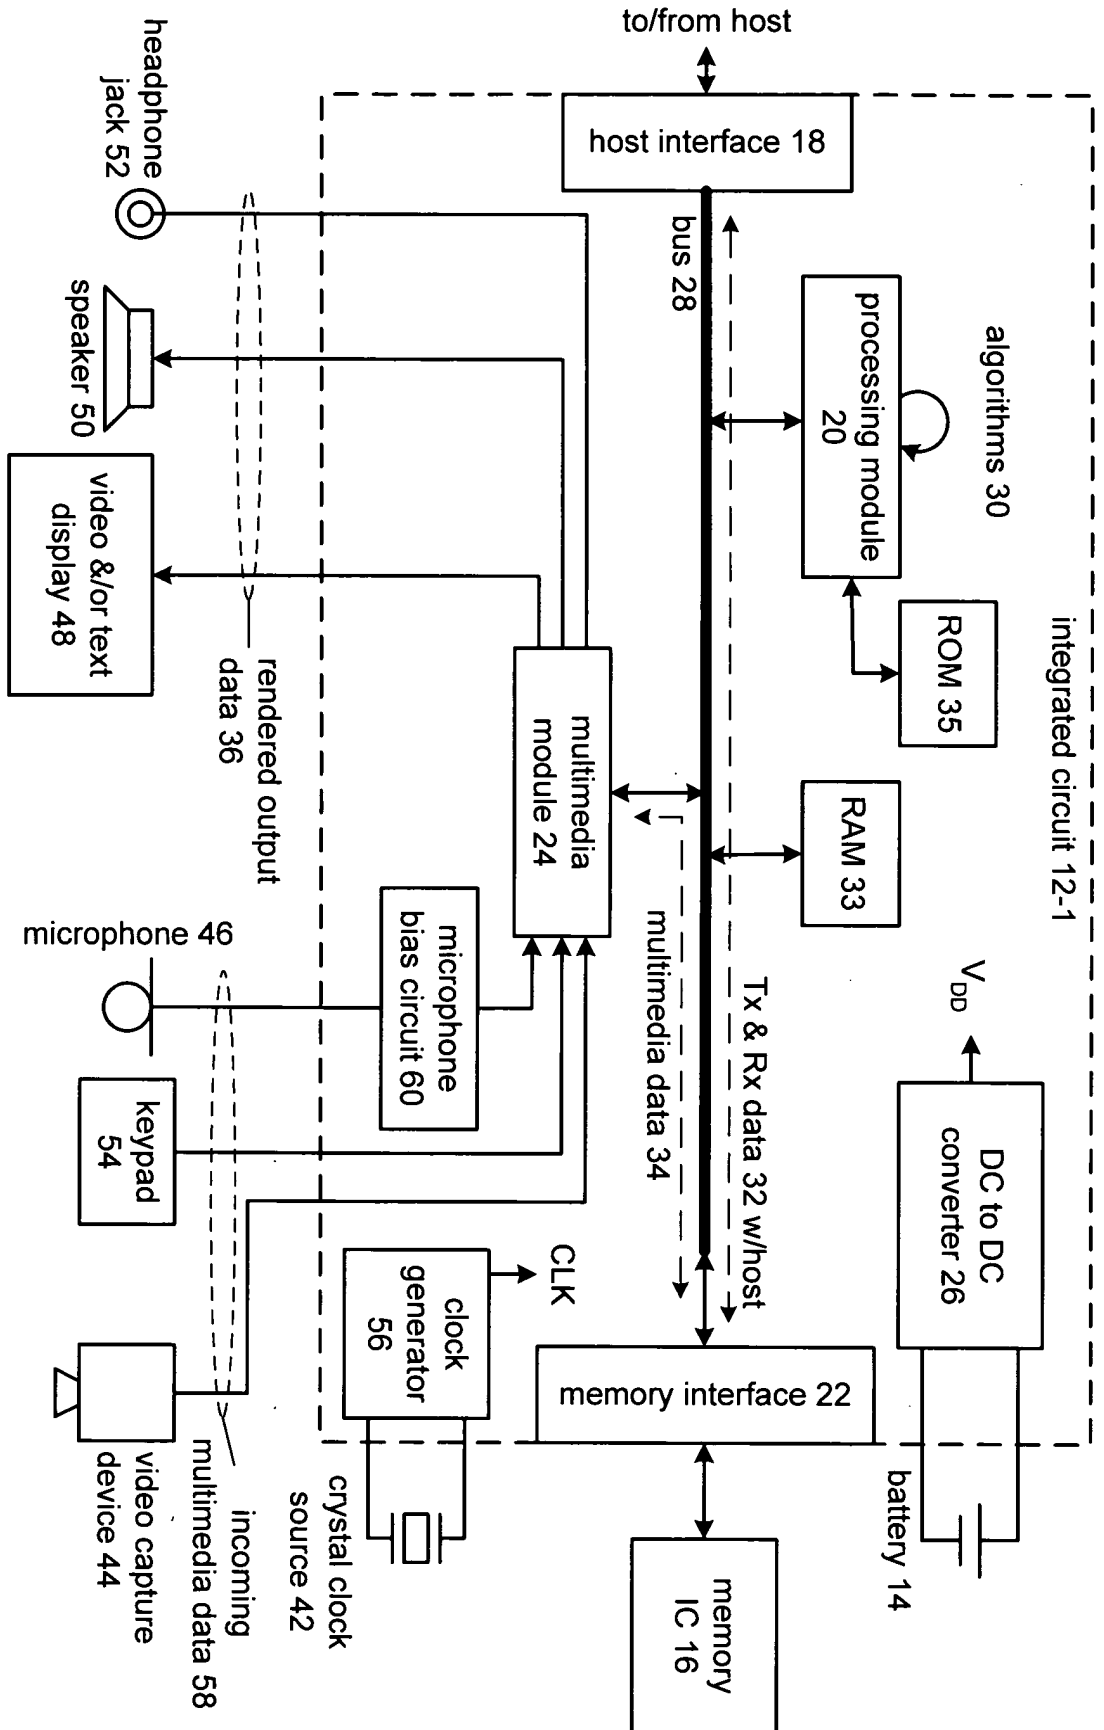 to/from host
host interface 18
bus 28
processing module
20
algorithms 30
ROM 35
RAM 33
integrated circuit 12-1
headphone
jack 52
speaker 50
video &/or text
display 48
rendered output
data 36
multimedia
module 24
multimedia data 34
Tx & Rx data 32 w/host
V DD
DC to DC
converter 26
battery 14
microphone 46
microphone
bias circuit 60
keypad
54
CLK
clock
generator
56
crystal clock
source 42
memory interface 22
memory
IC 16
incoming
multimedia data 58
video capture
device 44